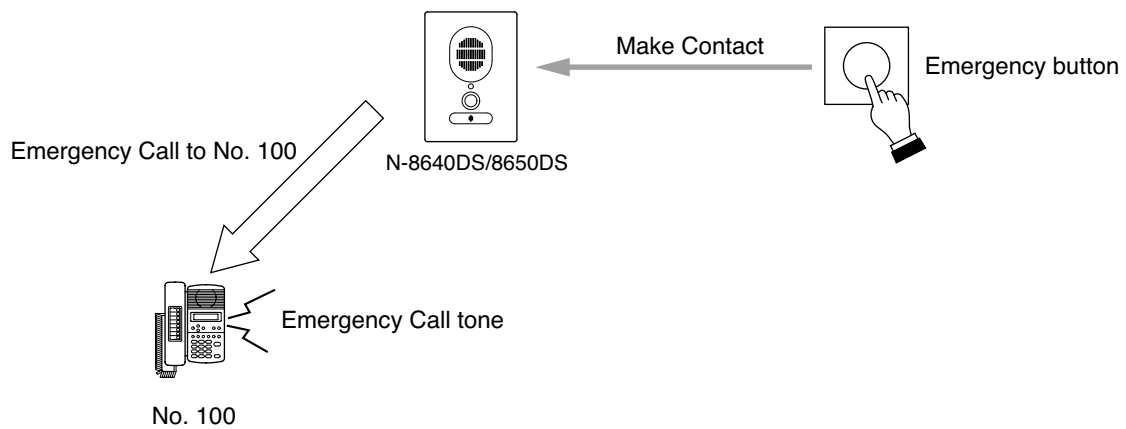 Make Contact
Emergency button
Emergency Call to No. 100
N-8640DS/8650DS
Emergency Call tone
No. 100